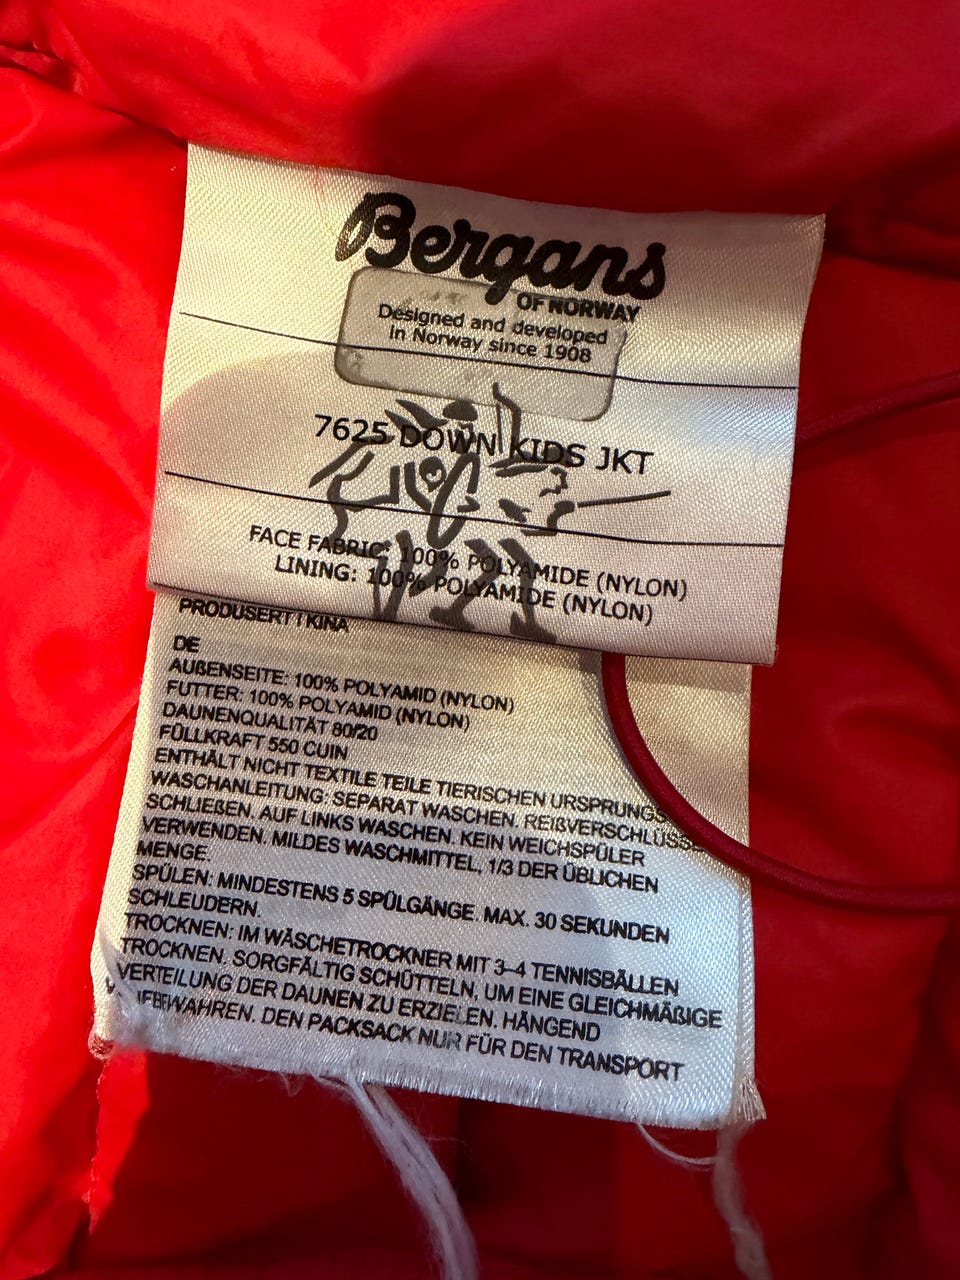 Bergans
OF NORWAY
Designed and developed
in Norway since 1908
7625 DOWN KIDS JKT
FACE FABRIC: 100% POLYAMIDE (NYLON)
LINING: 100% POLYAMIDE (NYLON)
PRODUSERT I KINA
DE
AUßENSEITE: 100% POLYAMID (NYLON)
FUTTER: 100% POLYAMID (NYLON)
DAUNENQUALITÄT 80/20
FÜLLKRAFT 550 CUIN
ENTHÄLT NICHT TEXTILE TEILE TIERISCHEN URSPRUNGS
WASCHANLEITUNG: SEPARAT WASCHEN. REIßVERSCHLÜSSE
SCHLIEßEN. AUF LINKS WASCHEN. KEIN WEICHSPÜLER
VERWENDEN. MILDES WASCHMITTEL, 1/3 DER ÜBLICHEN
MENGE.
SPÜLEN: MINDESTENS 5 SPÜLGÄNGE. MAX. 30 SEKUNDEN
SCHLEUDERN.
TROCKNEN: IM WÄSCHETROCKNER MIT 3–4 TENNISBÄLLEN
TROCKNEN. SORGFÄLTIG SCHÜTTELN, UM EINE GLEICHMÄßIGE
VERTEILUNG DER DAUNEN ZU ERZIELEN. HÄNGEND
DEN PACKSACK NUR FÜR DEN TRANSPORT